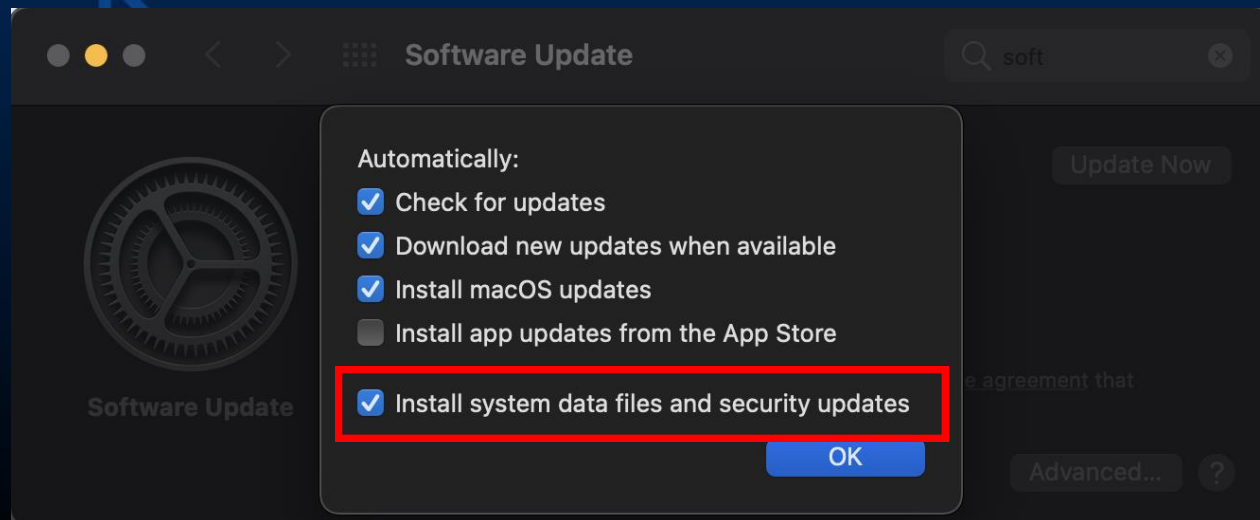 Software Update
soft
Automatically:
Update Now
Check for updates
Download new updates when available
Install macOS updates
Install app updates from the App Store
e agreement that
Software Update
Install system data files and security updates
OK
Advanced...
?